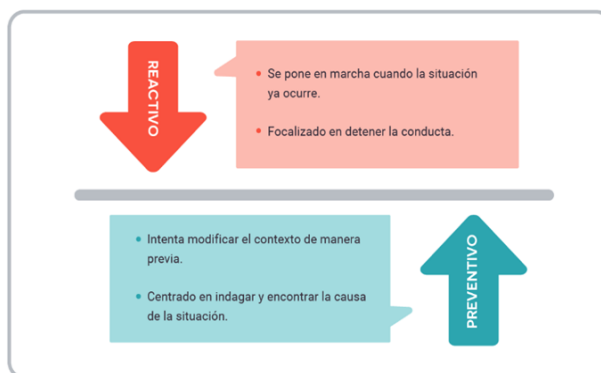 REACTIVO
• Se pone en marcha cuando la situación
ya ocurre.
• Focalizado en detener la conducta.
• Intenta modificar el contexto de manera
previa.
• Centrado en indagar y encontrar la causa
de la situación.
PREVENTIVO